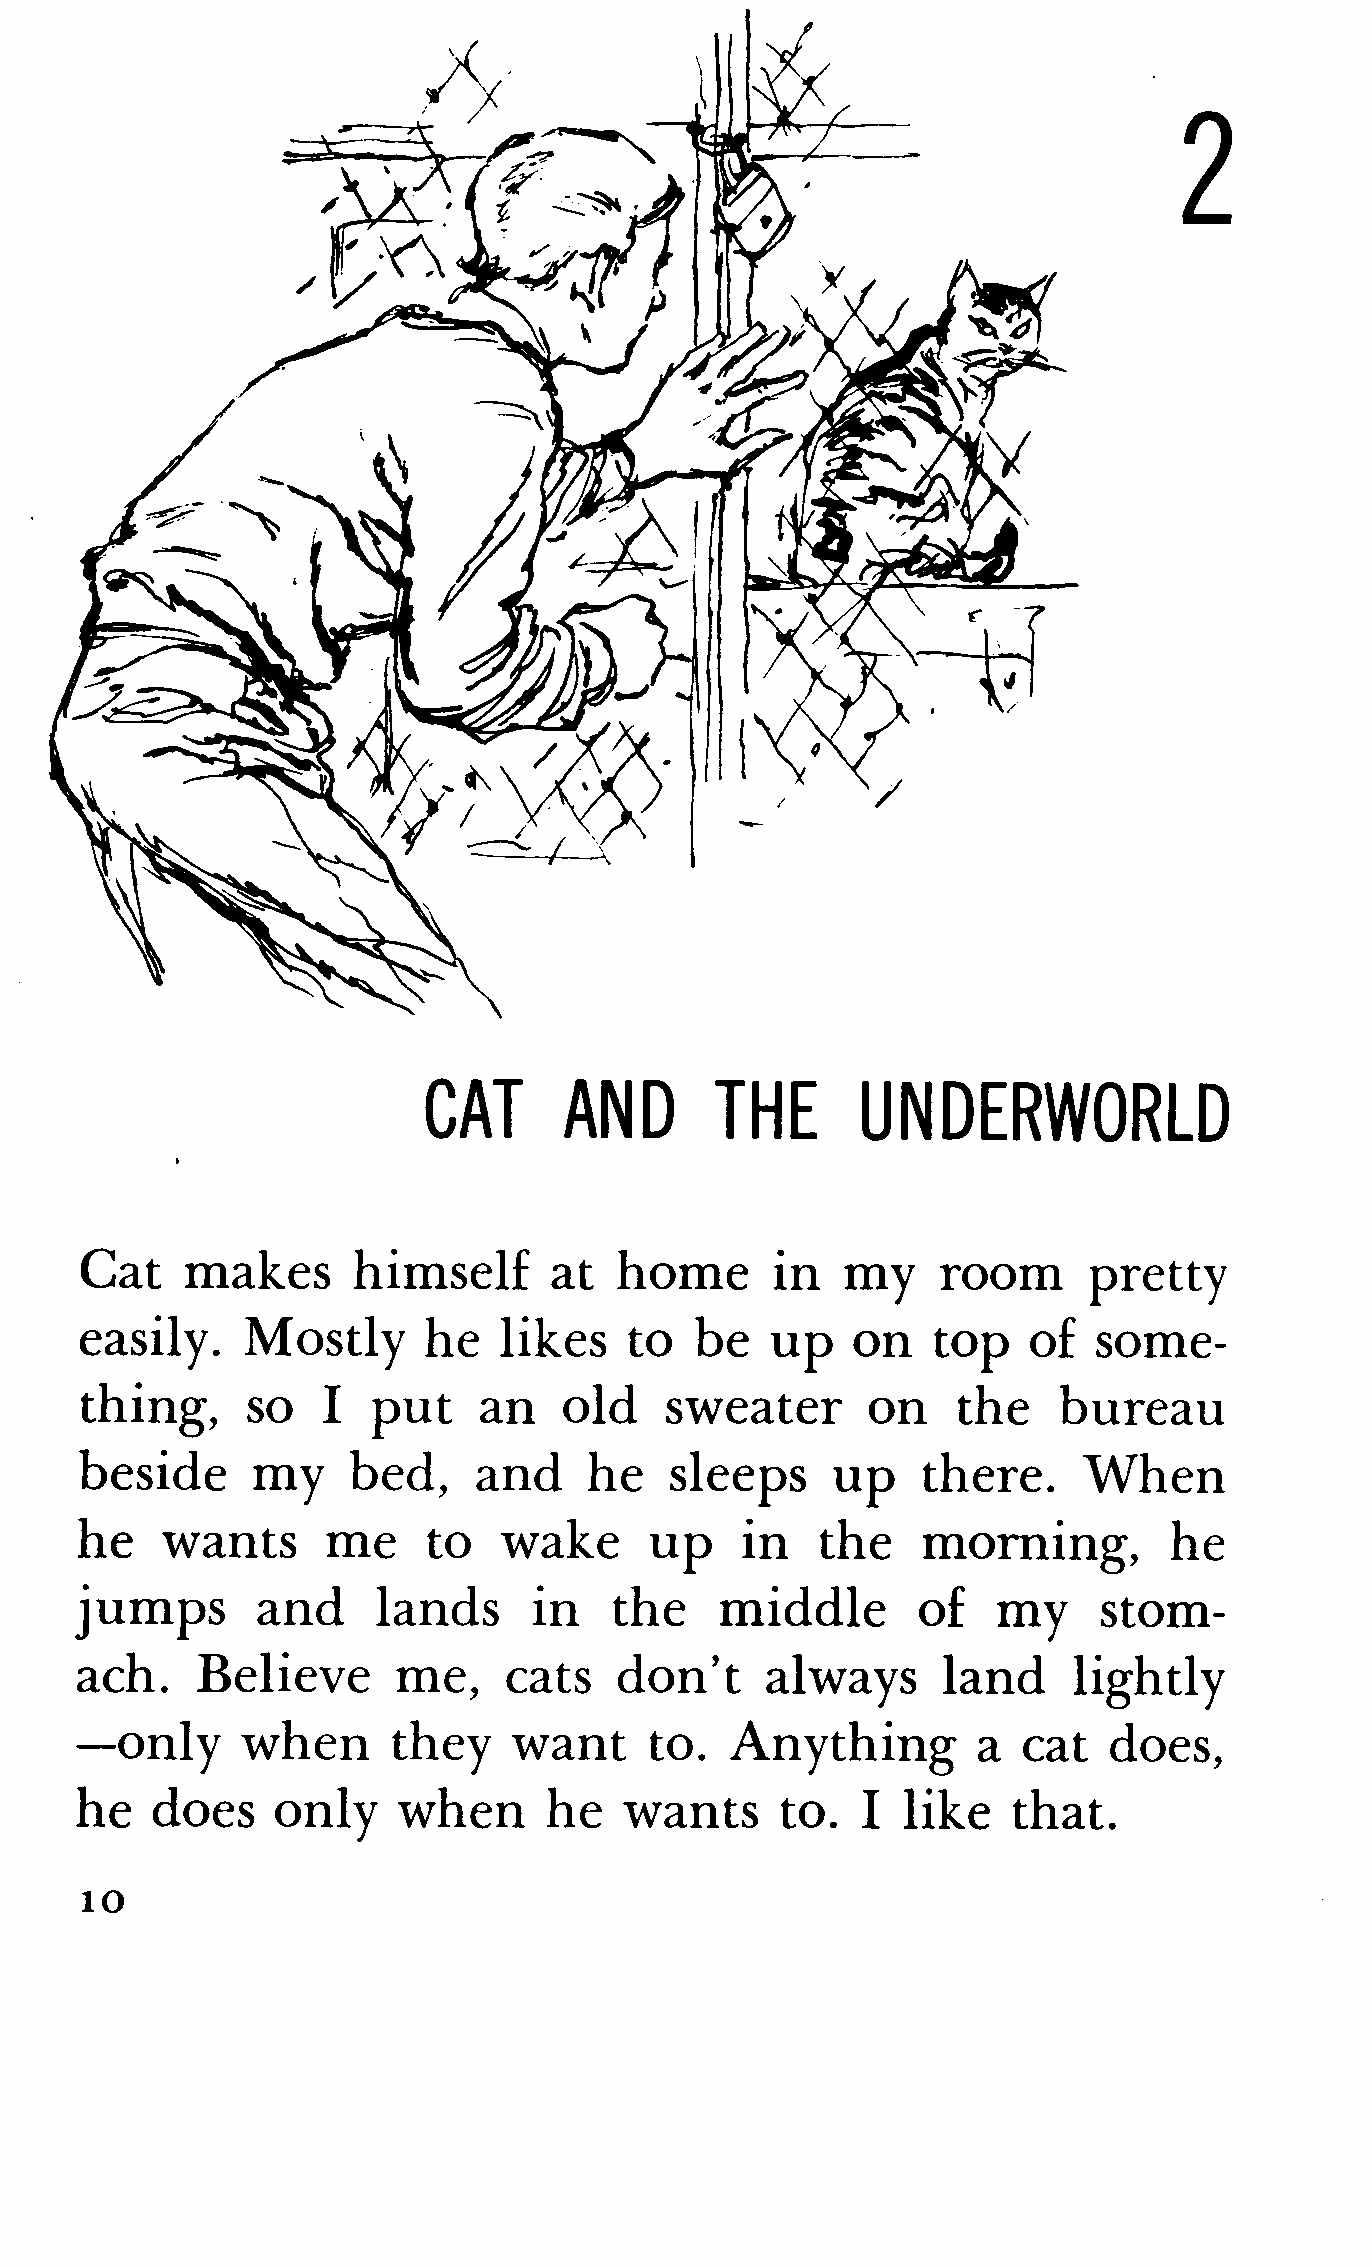 2
CAT AND THE UNDERWORLD
Cat makes himself at home in my room pretty
easily. Mostly he likes to be up on top of some-
thing, so I put an old sweater on the bureau
beside my bed, and he sleeps up there. When
he wants me to wake up in the morning, he
jumps and lands in the middle of my stom-
ach. Believe me, cats don't always land lightly
—only when they want to. Anything a cat does,
he does only when he wants to. I like that.
10